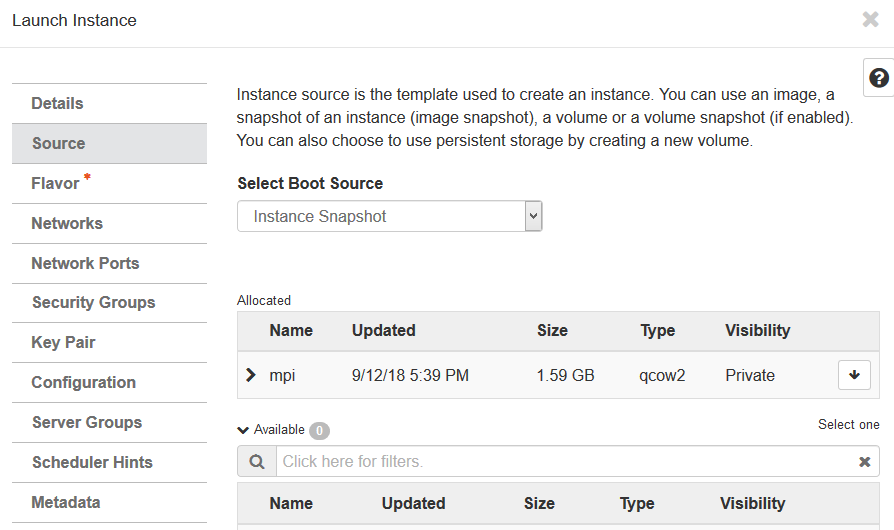 Launch Instance
Details
Source
Flavor *
Networks
Network Ports
Security Groups
Key Pair
Configuration
Server Groups
Scheduler Hints
Metadata
?
Instance source is the template used to create an instance. You can use an image, a
snapshot of an instance (image snapshot), a volume or a volume snapshot (if enabled).
You can also choose to use persistent storage by creating a new volume.
Select Boot Source
Instance Snapshot
Allocated
Name Updated Size Type Visibility
mpi 9/12/18 5:39 PM 1.59 GB qcow2 Private
Available 0 Select one
Click here for filters.
Name Updated Size Type Visibility